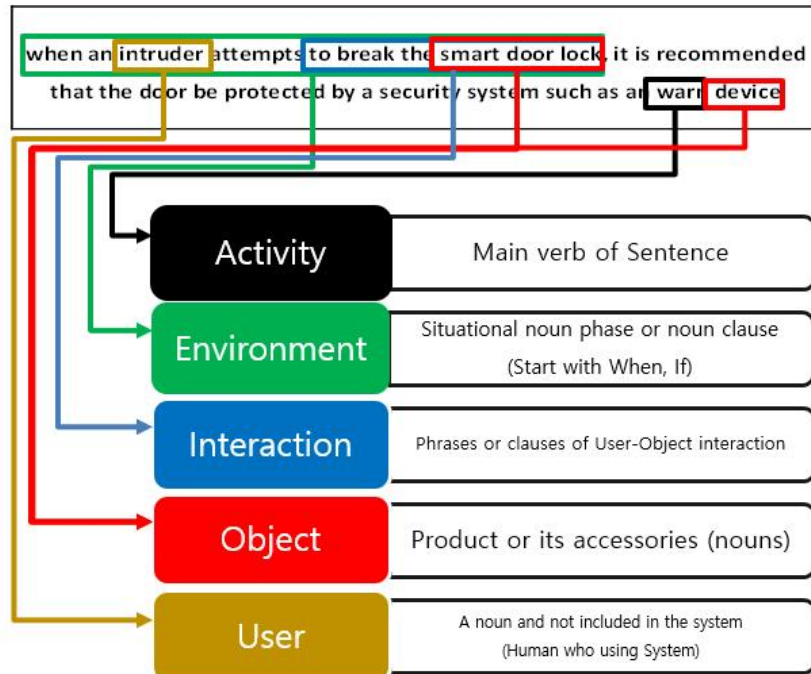 when an intruder attempts to break the smart door lock, it is recommended
that the door be protected by a security system such as an warn device
Activity
Main verb of Sentence
Environment
Situational noun phrase or noun clause
(Start with When, If)
Interaction
Phrases or clauses of User-Object interaction
Object
Product or its accessories (nouns)
User
A noun and not included in the system
(Human who using System)